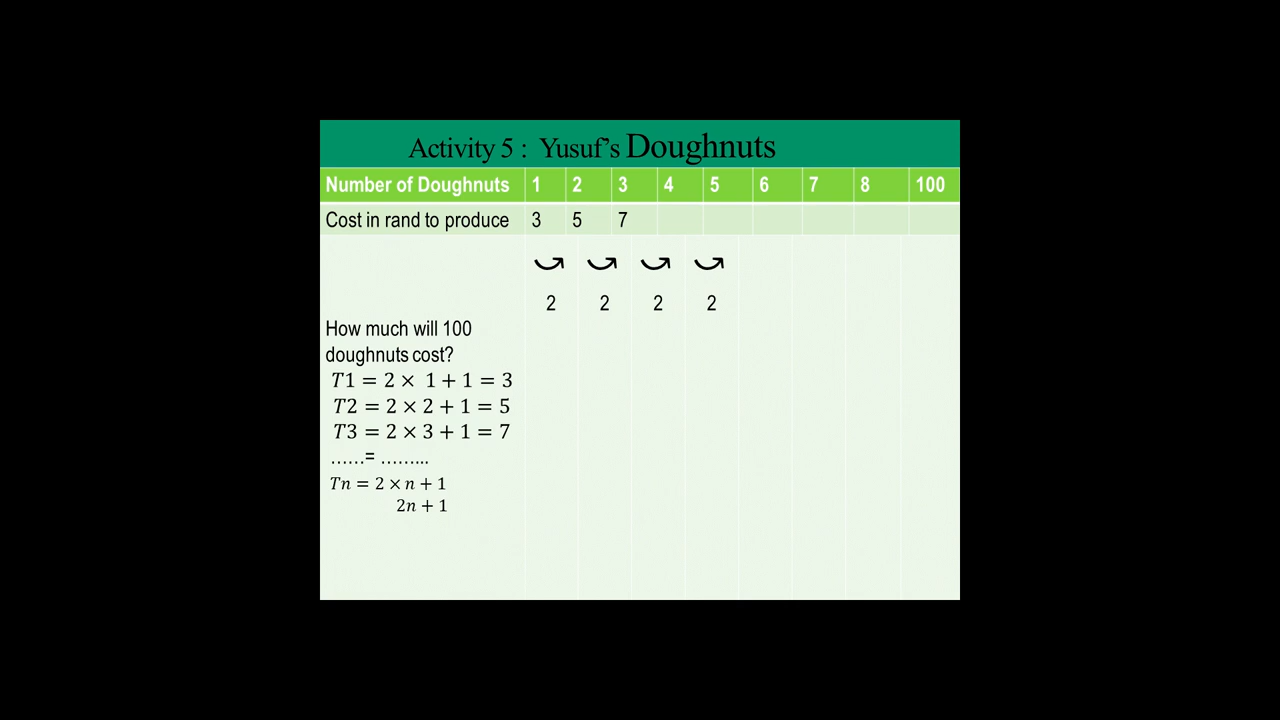 Activity 5 : Yusuf's Doughnuts
Number of Doughnuts 1 2 3 4 5 6 7 8 100
Cost in rand to produce 3 5 7
2 2 2 2
How much will 100
doughnuts cost?
T1 = 2 × 1 + 1 = 3
T2 = 2 × 2 + 1 = 5
T3 = 2 × 3 + 1 = 7
……= ……...
Tn = 2 × n + 1
2n + 1